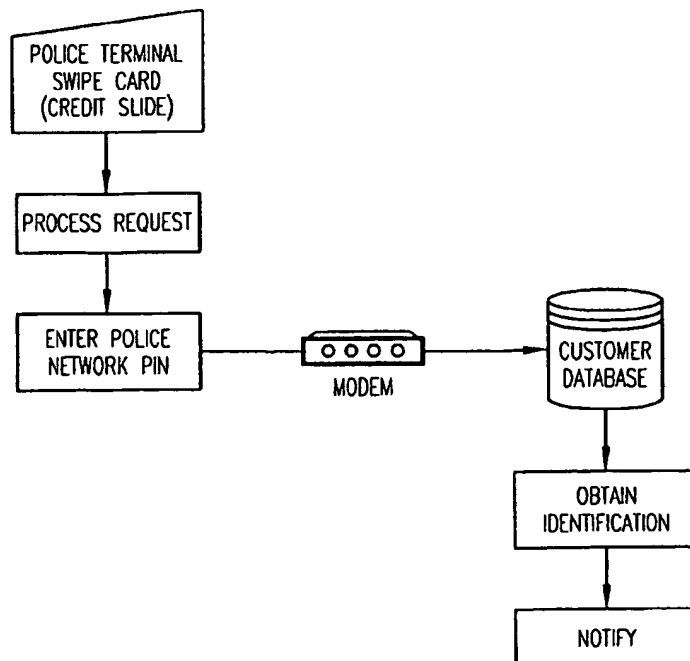 POLICE TERMINAL
SWIPE CARD
(CREDIT SLIDE)
PROCESS REQUEST
ENTER POLICE
NETWORK PIN
MODEM
CUSTOMER
DATABASE
OBTAIN
IDENTIFICATION
NOTIFY